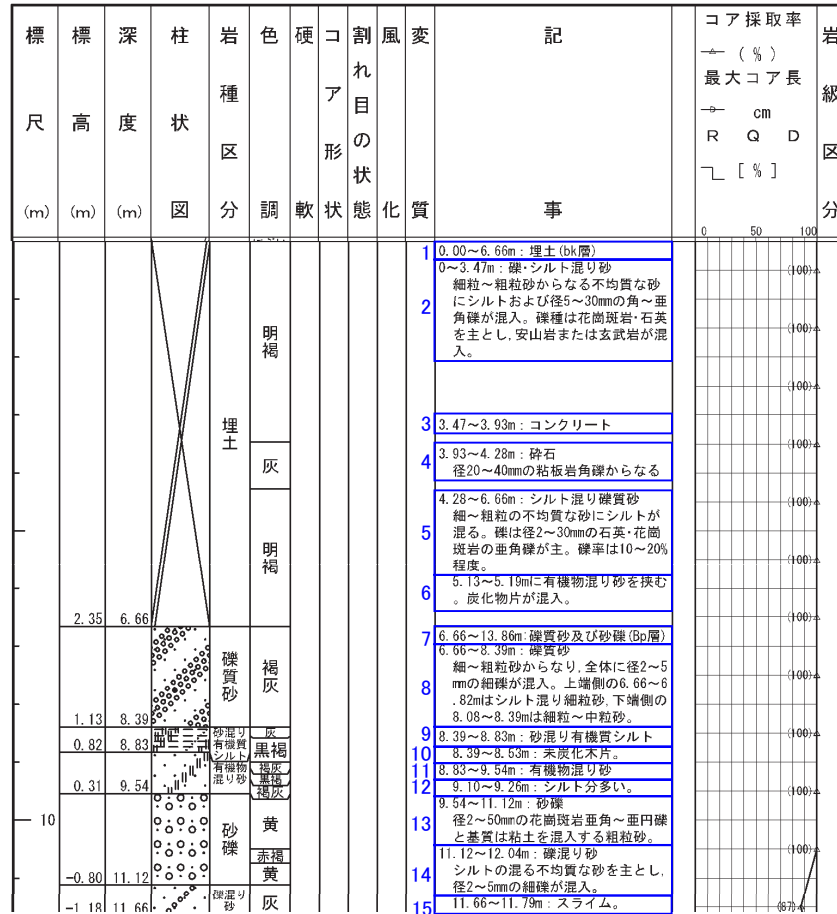 標尺(m)
標高(m)
深度(m)
柱状図
岩種区分
色調
硬軟
コア形状
割れ目の状態
風化
変質
記事
コア採取率
(%)
最大コア長
cm
R Q D
[%]
0 50 100
岩級区分
1 0.00～6.66m：埋土(bk層)
2 0～3.47m：礫・シルト混り砂
細粒～粗粒砂からなる不均質な砂
にシルトおよび径5～30mmの角～亜
角礫が混入。礫種は花崗斑岩・石英
を主とし,安山岩または玄武岩が混
入。
3 3.47～3.93m：コンクリート
4 3.93～4.28m：砕石
径20～40mmの粘板岩角礫からなる
5 4.28～6.66m：シルト混り礫質砂
細～粗粒の不均質な砂にシルトが
混る。礫は径2～30mmの石英・花崗
斑岩の亜角礫が主。礫率は10～20%
程度。
6 5.13～5.19mに有機物混り砂を挟む
。炭化物片が混入。
7 6.66～13.86m:礫質砂及び砂礫(Bp層)
8 6.66～8.39m：礫質砂
細～粗粒砂からなり,全体に径2～5
mmの細礫が混入。上端側の6.66～6
.82mはシルト混り細粒砂,下端側の
8.08～8.39mは細粒～中粒砂。
9 8.39～8.83m：砂混り有機質シルト
10 8.39～8.53m：未炭化木片。
11 8.83～9.54m：有機物混り砂
12 9.10～9.26m：シルト分多い。
13 9.54～11.12m：砂礫
径2～50mmの花崗斑岩亜角～亜円礫
と基質は粘土を混入する粗粒砂。
14 11.12～12.04m：礫混り砂
シルトの混る不均質な砂を主とし,
径2～5mmの細礫が混入。
15 11.66～11.79m：スライム。
10
2.35 6.66
1.13 8.39
0.82 8.83
0.31 9.54
-0.80 11.12
-1.18 11.66
埋土
礫質砂
砂混り
有機質
シルト
有機物
混り砂
砂礫
礫混り
砂
明褐
灰
明褐
褐灰
灰
黒褐
褐灰
黒褐
褐灰
黄
赤褐
黄
灰
(100)
(100)
(100)
(100)
(100)
(100)
(100)
(100)
(100)
(100)
(100)
(67)